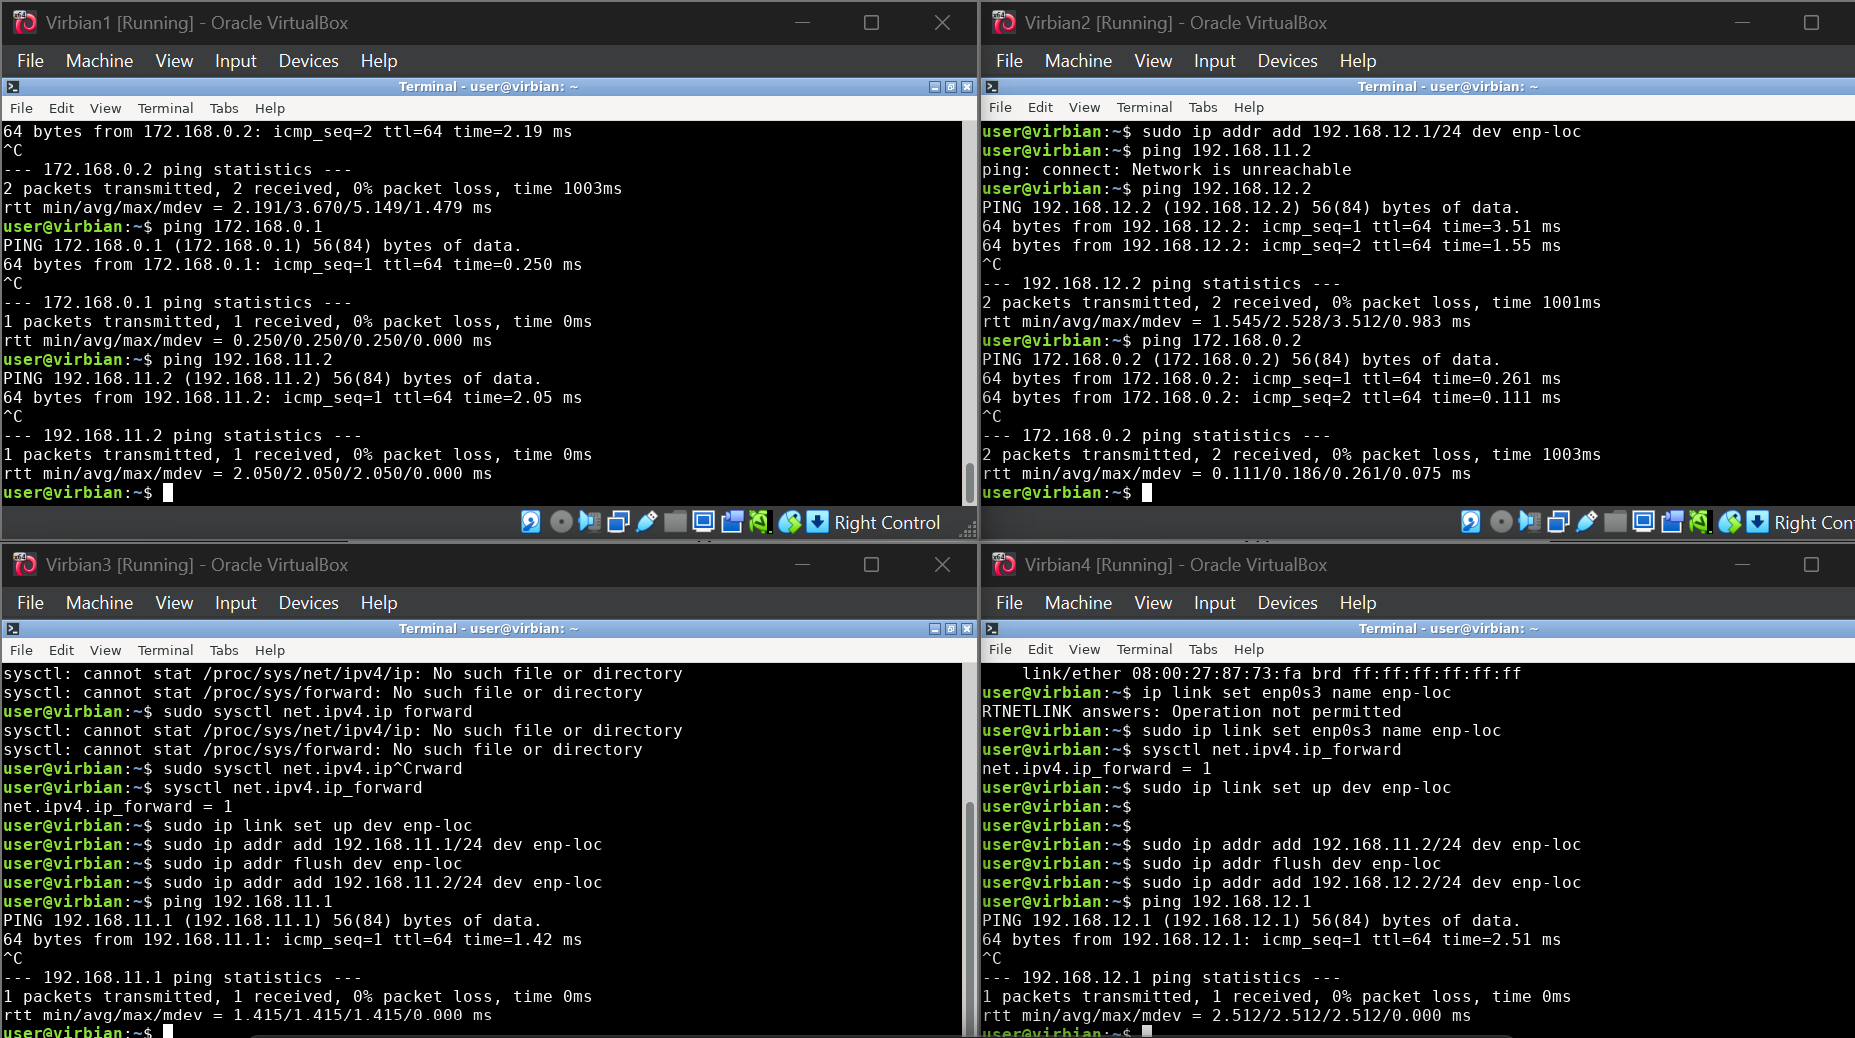 Virbian1 [Running] - Oracle VirtualBox
File Machine View Input Devices Help
Terminal - user@virbian: ~
File Edit View Terminal Tabs Help
64 bytes from 172.168.0.2: icmp_seq=2 ttl=64 time=2.19 ms
^C
--- 172.168.0.2 ping statistics ---
2 packets transmitted, 2 received, 0% packet loss, time 1003ms
rtt min/avg/max/mdev = 2.191/3.670/5.149/1.479 ms
user@virbian:~$ ping 172.168.0.1
PING 172.168.0.1 (172.168.0.1) 56(84) bytes of data.
64 bytes from 172.168.0.1: icmp_seq=1 ttl=64 time=0.250 ms
^C
--- 172.168.0.1 ping statistics ---
1 packets transmitted, 1 received, 0% packet loss, time 0ms
rtt min/avg/max/mdev = 0.250/0.250/0.250/0.000 ms
user@virbian:~$ ping 192.168.11.2
PING 192.168.11.2 (192.168.11.2) 56(84) bytes of data.
64 bytes from 192.168.11.2: icmp_seq=1 ttl=64 time=2.05 ms
^C
--- 192.168.11.2 ping statistics ---
1 packets transmitted, 1 received, 0% packet loss, time 0ms
rtt min/avg/max/mdev = 2.050/2.050/2.050/0.000 ms
user@virbian:~$
Right Control
Virbian2 [Running] - Oracle VirtualBox
File Machine View Input Devices Help
Terminal - user@virbian: ~
File Edit View Terminal Tabs Help
user@virbian:~$ sudo ip addr add 192.168.12.1/24 dev enp-loc
user@virbian:~$ ping 192.168.11.2
ping: connect: Network is unreachable
user@virbian:~$ ping 192.168.12.2
PING 192.168.12.2 (192.168.12.2) 56(84) bytes of data.
64 bytes from 192.168.12.2: icmp_seq=1 ttl=64 time=3.51 ms
64 bytes from 192.168.12.2: icmp_seq=2 ttl=64 time=1.55 ms
^C
--- 192.168.12.2 ping statistics ---
2 packets transmitted, 2 received, 0% packet loss, time 1001ms
rtt min/avg/max/mdev = 1.545/2.528/3.512/0.983 ms
user@virbian:~$ ping 172.168.0.2
PING 172.168.0.2 (172.168.0.2) 56(84) bytes of data.
64 bytes from 172.168.0.2: icmp_seq=1 ttl=64 time=0.261 ms
64 bytes from 172.168.0.2: icmp_seq=2 ttl=64 time=0.111 ms
^C
--- 172.168.0.2 ping statistics ---
2 packets transmitted, 2 received, 0% packet loss, time 1003ms
rtt min/avg/max/mdev = 0.111/0.186/0.261/0.075 ms
user@virbian:~$
Right Con
Virbian3 [Running] - Oracle VirtualBox
File Machine View Input Devices Help
Terminal - user@virbian: ~
File Edit View Terminal Tabs Help
sysctl: cannot stat /proc/sys/net/ipv4/ip: No such file or directory
sysctl: cannot stat /proc/sys/forward: No such file or directory
user@virbian:~$ sudo sysctl net.ipv4.ip forward
sysctl: cannot stat /proc/sys/net/ipv4/ip: No such file or directory
sysctl: cannot stat /proc/sys/forward: No such file or directory
user@virbian:~$ sudo sysctl net.ipv4.ip^Crward
user@virbian:~$ sysctl net.ipv4.ip_forward
net.ipv4.ip_forward = 1
user@virbian:~$ sudo ip link set up dev enp-loc
user@virbian:~$ sudo ip addr add 192.168.11.1/24 dev enp-loc
user@virbian:~$ sudo ip addr flush dev enp-loc
user@virbian:~$ sudo ip addr add 192.168.11.2/24 dev enp-loc
user@virbian:~$ ping 192.168.11.1
PING 192.168.11.1 (192.168.11.1) 56(84) bytes of data.
64 bytes from 192.168.11.1: icmp_seq=1 ttl=64 time=1.42 ms
^C
--- 192.168.11.1 ping statistics ---
1 packets transmitted, 1 received, 0% packet loss, time 0ms
rtt min/avg/max/mdev = 1.415/1.415/1.415/0.000 ms
user@virbian:~$
Virbian4 [Running] - Oracle VirtualBox
File Machine View Input Devices Help
Terminal - user@virbian: ~
File Edit View Terminal Tabs Help
link/ether 08:00:27:87:73:fa brd ff:ff:ff:ff:ff:ff
user@virbian:~$ ip link set enp0s3 name enp-loc
RTNETLINK answers: Operation not permitted
user@virbian:~$ sudo ip link set enp0s3 name enp-loc
user@virbian:~$ sysctl net.ipv4.ip_forward
net.ipv4.ip_forward = 1
user@virbian:~$ sudo ip link set up dev enp-loc
user@virbian:~$
user@virbian:~$
user@virbian:~$ sudo ip addr add 192.168.11.2/24 dev enp-loc
user@virbian:~$ sudo ip addr flush dev enp-loc
user@virbian:~$ sudo ip addr add 192.168.12.2/24 dev enp-loc
user@virbian:~$ ping 192.168.12.1
PING 192.168.12.1 (192.168.12.1) 56(84) bytes of data.
64 bytes from 192.168.12.1: icmp_seq=1 ttl=64 time=2.51 ms
^C
--- 192.168.12.1 ping statistics ---
1 packets transmitted, 1 received, 0% packet loss, time 0ms
rtt min/avg/max/mdev = 2.512/2.512/2.512/0.000 ms
user@virbian:~$